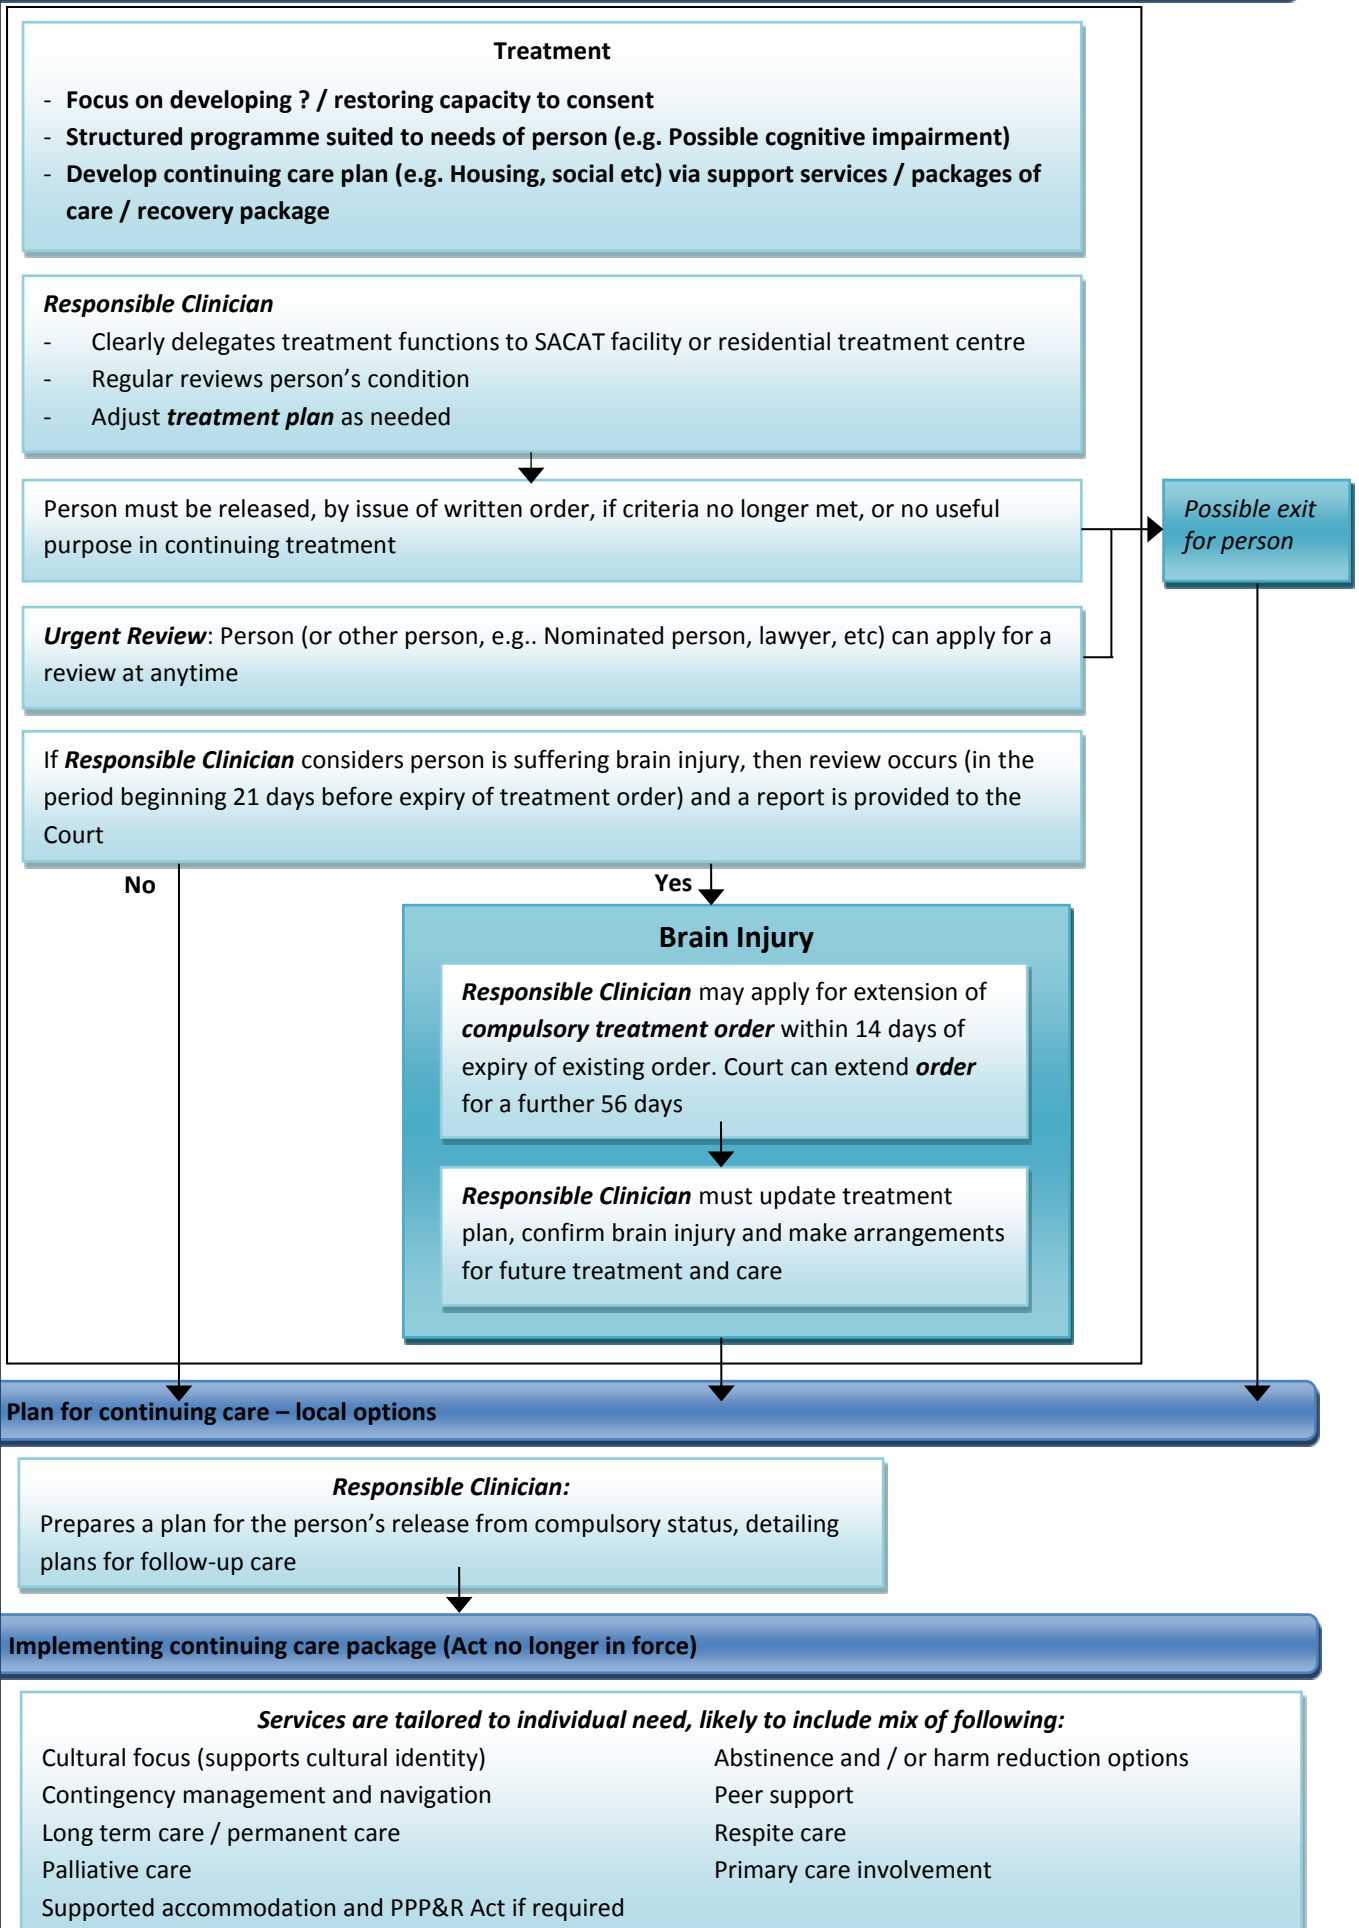 Treatment
- Focus on developing ? / restoring capacity to consent
- Structured programme suited to needs of person (e.g. Possible cognitive impairment)
- Develop continuing care plan (e.g. Housing, social etc) via support services / packages of
care / recovery package
Responsible Clinician
- Clearly delegates treatment functions to SACAT facility or residential treatment centre
- Regular reviews person's condition
- Adjust treatment plan as needed
Person must be released, by issue of written order, if criteria no longer met, or no useful
purpose in continuing treatment
Possible exit
for person
Urgent Review: Person (or other person, e.g.. Nominated person, lawyer, etc) can apply for a
review at anytime
If Responsible Clinician considers person is suffering brain injury, then review occurs (in the
period beginning 21 days before expiry of treatment order) and a report is provided to the
Court
No
Yes
Brain Injury
Responsible Clinician may apply for extension of
compulsory treatment order within 14 days of
expiry of existing order. Court can extend order
for a further 56 days
Responsible Clinician must update treatment
plan, confirm brain injury and make arrangements
for future treatment and care
Plan for continuing care – local options
Responsible Clinician:
Prepares a plan for the person's release from compulsory status, detailing
plans for follow-up care
Implementing continuing care package (Act no longer in force)
Services are tailored to individual need, likely to include mix of following:
Cultural focus (supports cultural identity)
Contingency management and navigation
Long term care / permanent care
Palliative care
Supported accommodation and PPP&R Act if required
Abstinence and / or harm reduction options
Peer support
Respite care
Primary care involvement